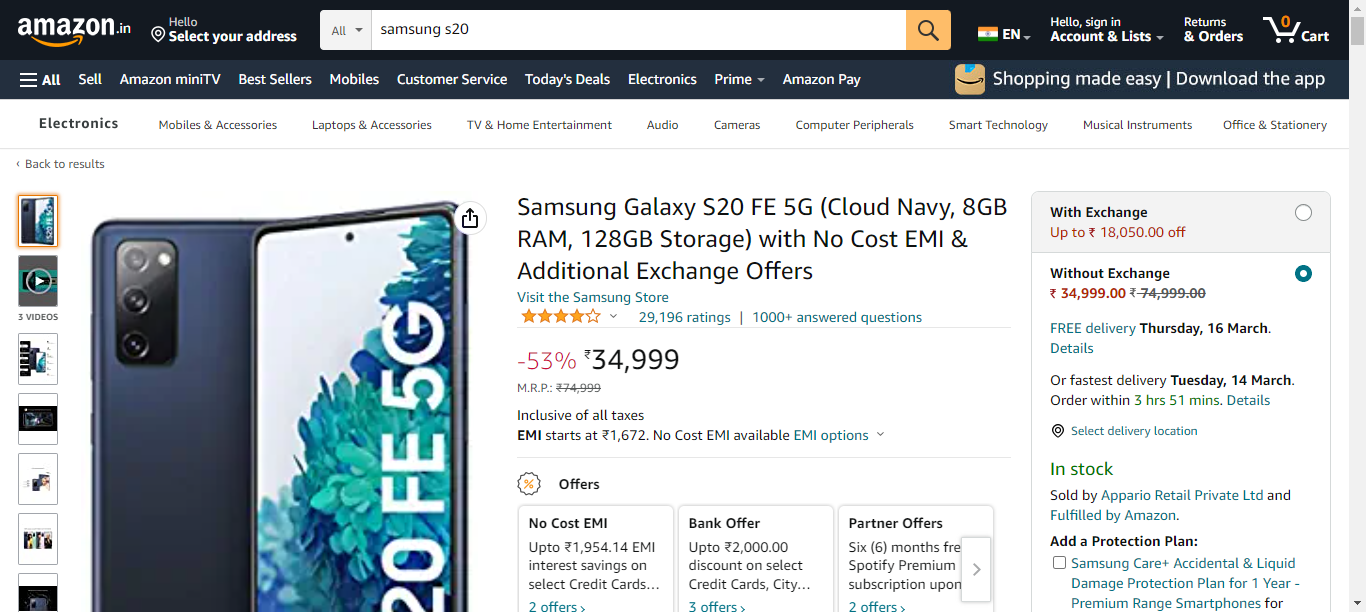 amazon.in
Hello
Select your address
All
samsung s20
EN
Hello, sign in
Account & Lists
Returns
& Orders
0
Cart
All
Sell
Amazon miniTV
Best Sellers
Mobiles
Customer Service
Today's Deals
Electronics
Prime
Amazon Pay
Shopping made easy | Download the app
Electronics
Mobiles & Accessories
Laptops & Accessories
TV & Home Entertainment
Audio
Cameras
Computer Peripherals
Smart Technology
Musical Instruments
Office & Stationery
‹ Back to results
3 VIDEOS
20 FE 5G
Samsung Galaxy S20 FE 5G (Cloud Navy, 8GB
RAM, 128GB Storage) with No Cost EMI &
Additional Exchange Offers
Visit the Samsung Store
29,196 ratings | 1000+ answered questions
-53% ₹34,999
M.R.P.: ₹74,999
Inclusive of all taxes
EMI starts at ₹1,672. No Cost EMI available EMI options
Offers
No Cost EMI
Upto ₹1,954.14 EMI
interest savings on
select Credit Cards…
2 offers ›
Bank Offer
Upto ₹2,000.00
discount on select
Credit Cards, City…
3 offers ›
Partner Offers
Six (6) months fre
Spotify Premium
subscription upon
2 offers ›
With Exchange
Up to ₹ 18,050.00 off
Without Exchange
₹ 34,999.00 ₹ 74,999.00
FREE delivery Thursday, 16 March.
Details
Or fastest delivery Tuesday, 14 March.
Order within 3 hrs 51 mins. Details
Select delivery location
In stock
Sold by Appario Retail Private Ltd and
Fulfilled by Amazon.
Add a Protection Plan:
Samsung Care+ Accidental & Liquid
Damage Protection Plan for 1 Year -
Premium Range Smartphones for